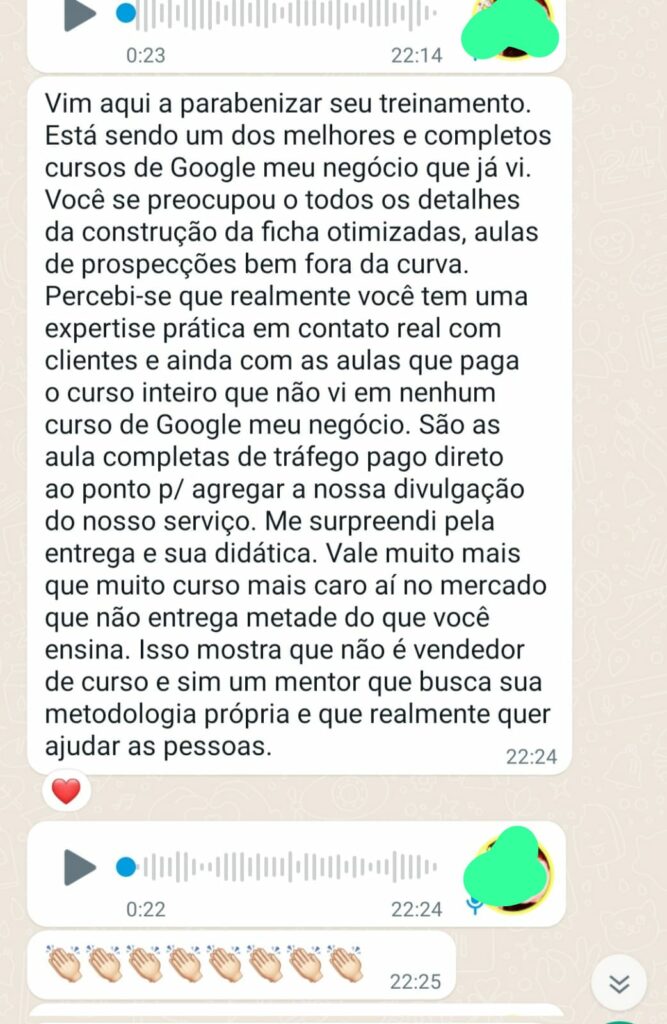 0:23 22:14
Vim aqui a parabenizar seu treinamento.
Está sendo um dos melhores e completos
cursos de Google meu negócio que já vi.
Você se preocupou o todos os detalhes
da construção da ficha otimizadas, aulas
de prospecções bem fora da curva.
Percebi-se que realmente você tem uma
expertise prática em contato real com
clientes e ainda com as aulas que paga
o curso inteiro que não vi em nenhum
curso de Google meu negócio. São as
aula completas de tráfego pago direto
ao ponto p/ agregar a nossa divulgação
do nosso serviço. Me surpreendi pela
entrega e sua didática. Vale muito mais
que muito curso mais caro aí no mercado
que não entrega metade do que você
ensina. Isso mostra que não é vendedor
de curso e sim um mentor que busca sua
metodologia própria e que realmente quer
ajudar as pessoas.
22:24
0:22 22:24
👏🏻👏🏻👏🏻👏🏻👏🏻👏🏻👏🏻👏🏻 22:25